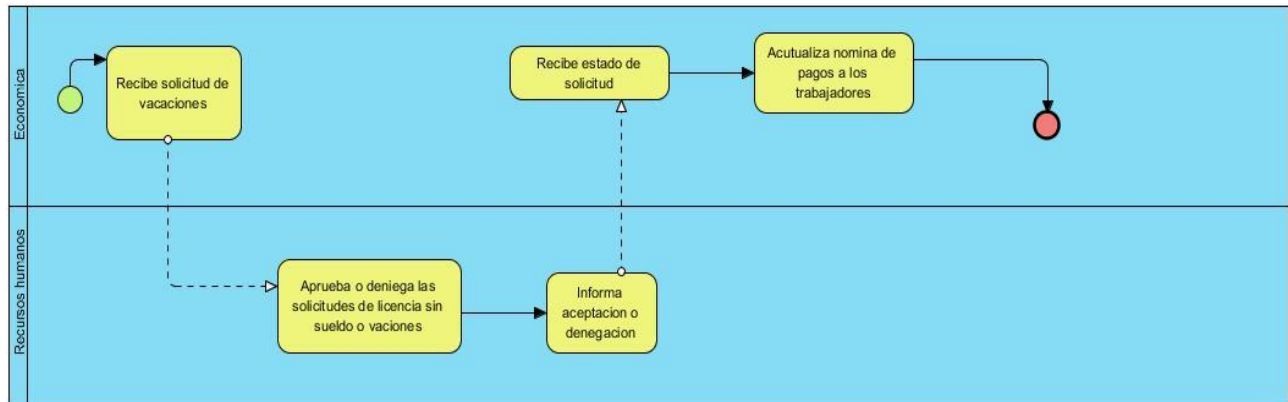 Economica
Recibe solicitud de
vacaciones
Recibe estado de
solicitud
Acutualiza nomina de
pagos a los
trabajadores
Recursos humanos
Aprueba o deniega las
solicitudes de licencia sin
sueldo o vaciones
Informa
aceptacion o
denegacion